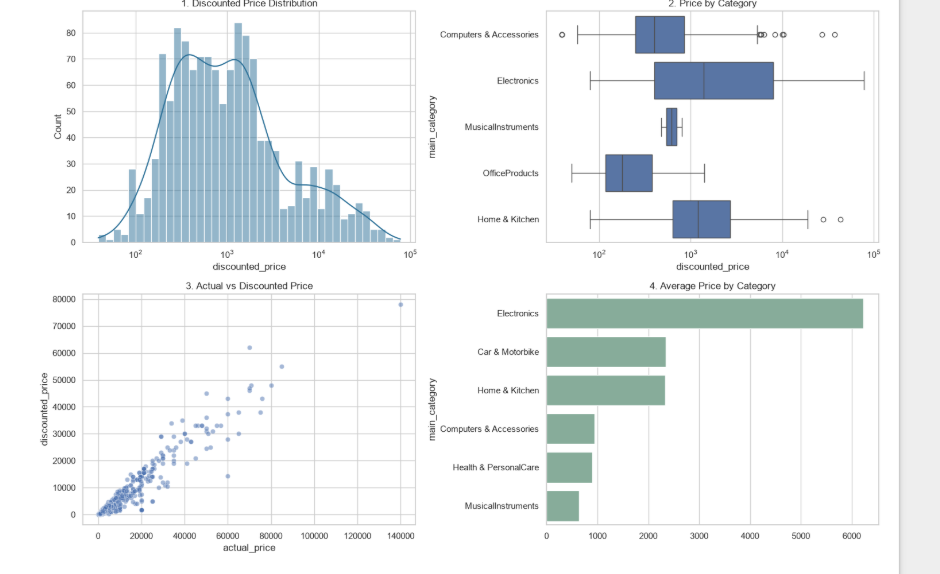 1. Discounted Price Distribution
Count
80
70
60
50
40
30
20
10
0
10²
10³
10⁴
10⁵
discounted_price
2. Price by Category
main_category
Computers & Accessories
Electronics
MusicalInstruments
OfficeProducts
Home & Kitchen
10²
10³
10⁴
10⁵
discounted_price
3. Actual vs Discounted Price
discounted_price
80000
70000
60000
50000
40000
30000
20000
10000
0
0
20000
40000
60000
80000
100000
120000
140000
actual_price
4. Average Price by Category
main_category
Electronics
Car & Motorbike
Home & Kitchen
Computers & Accessories
Health & PersonalCare
MusicalInstruments
0
1000
2000
3000
4000
5000
6000